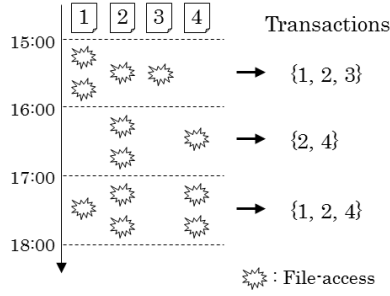 1 2 3 4
Transactions
15:00
{1, 2, 3}
16:00
{2, 4}
17:00
{1, 2, 4}
18:00
: File-access